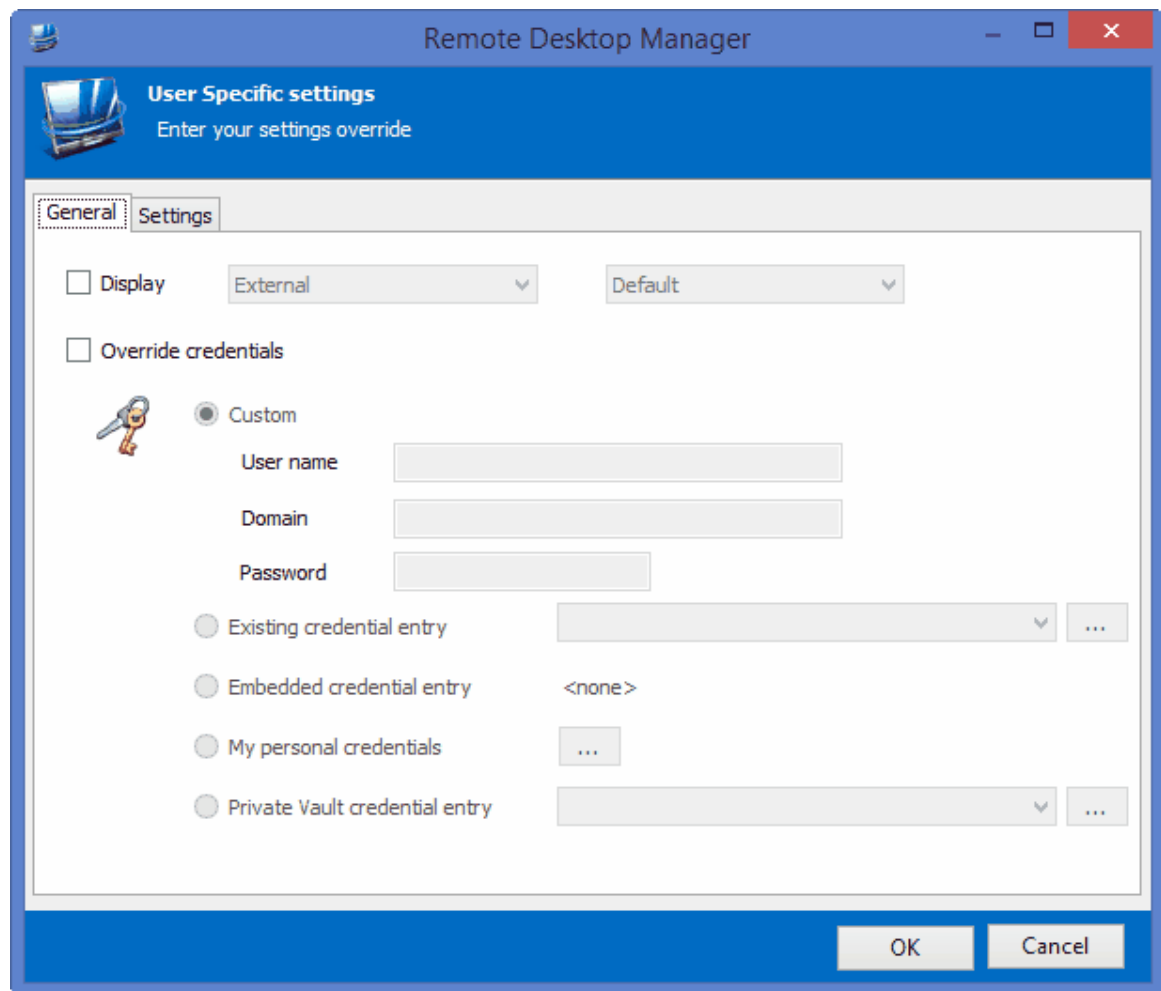 Remote Desktop Manager
User Specific settings
Enter your settings override
General Settings
Display External Default
Override credentials
Custom
User name
Domain
Password
Existing credential entry ...
Embedded credential entry <none>
My personal credentials ...
Private Vault credential entry ...
OK Cancel